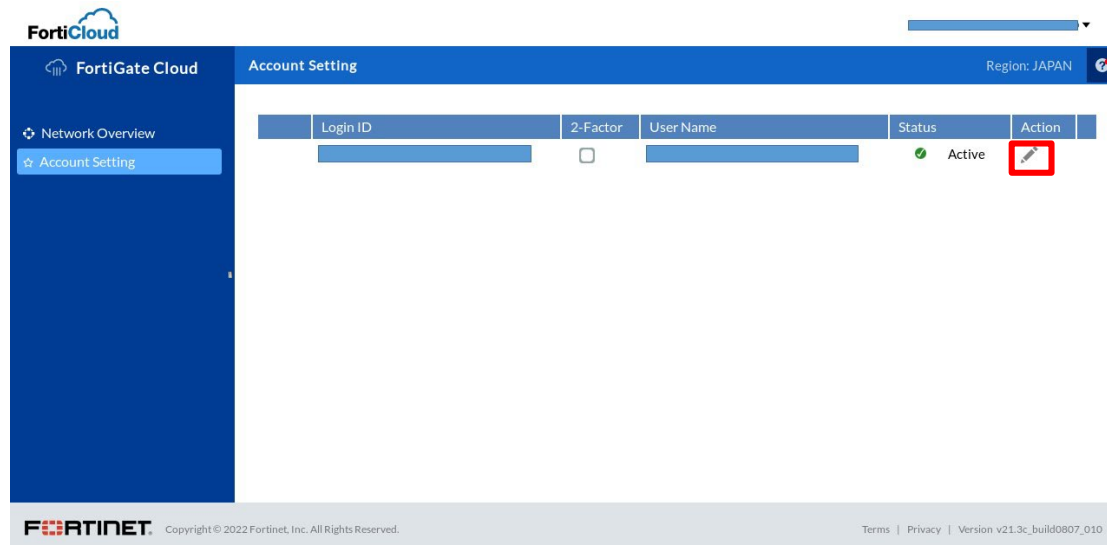 FortiCloud
FortiGate Cloud
Account Setting
Region: JAPAN
Network Overview
Account Setting
Login ID 2-Factor User Name Status Action
Active
FORTINET. Copyright © 2022 Fortinet, Inc. All Rights Reserved.
Terms | Privacy | Version v21.3c_build0807_010